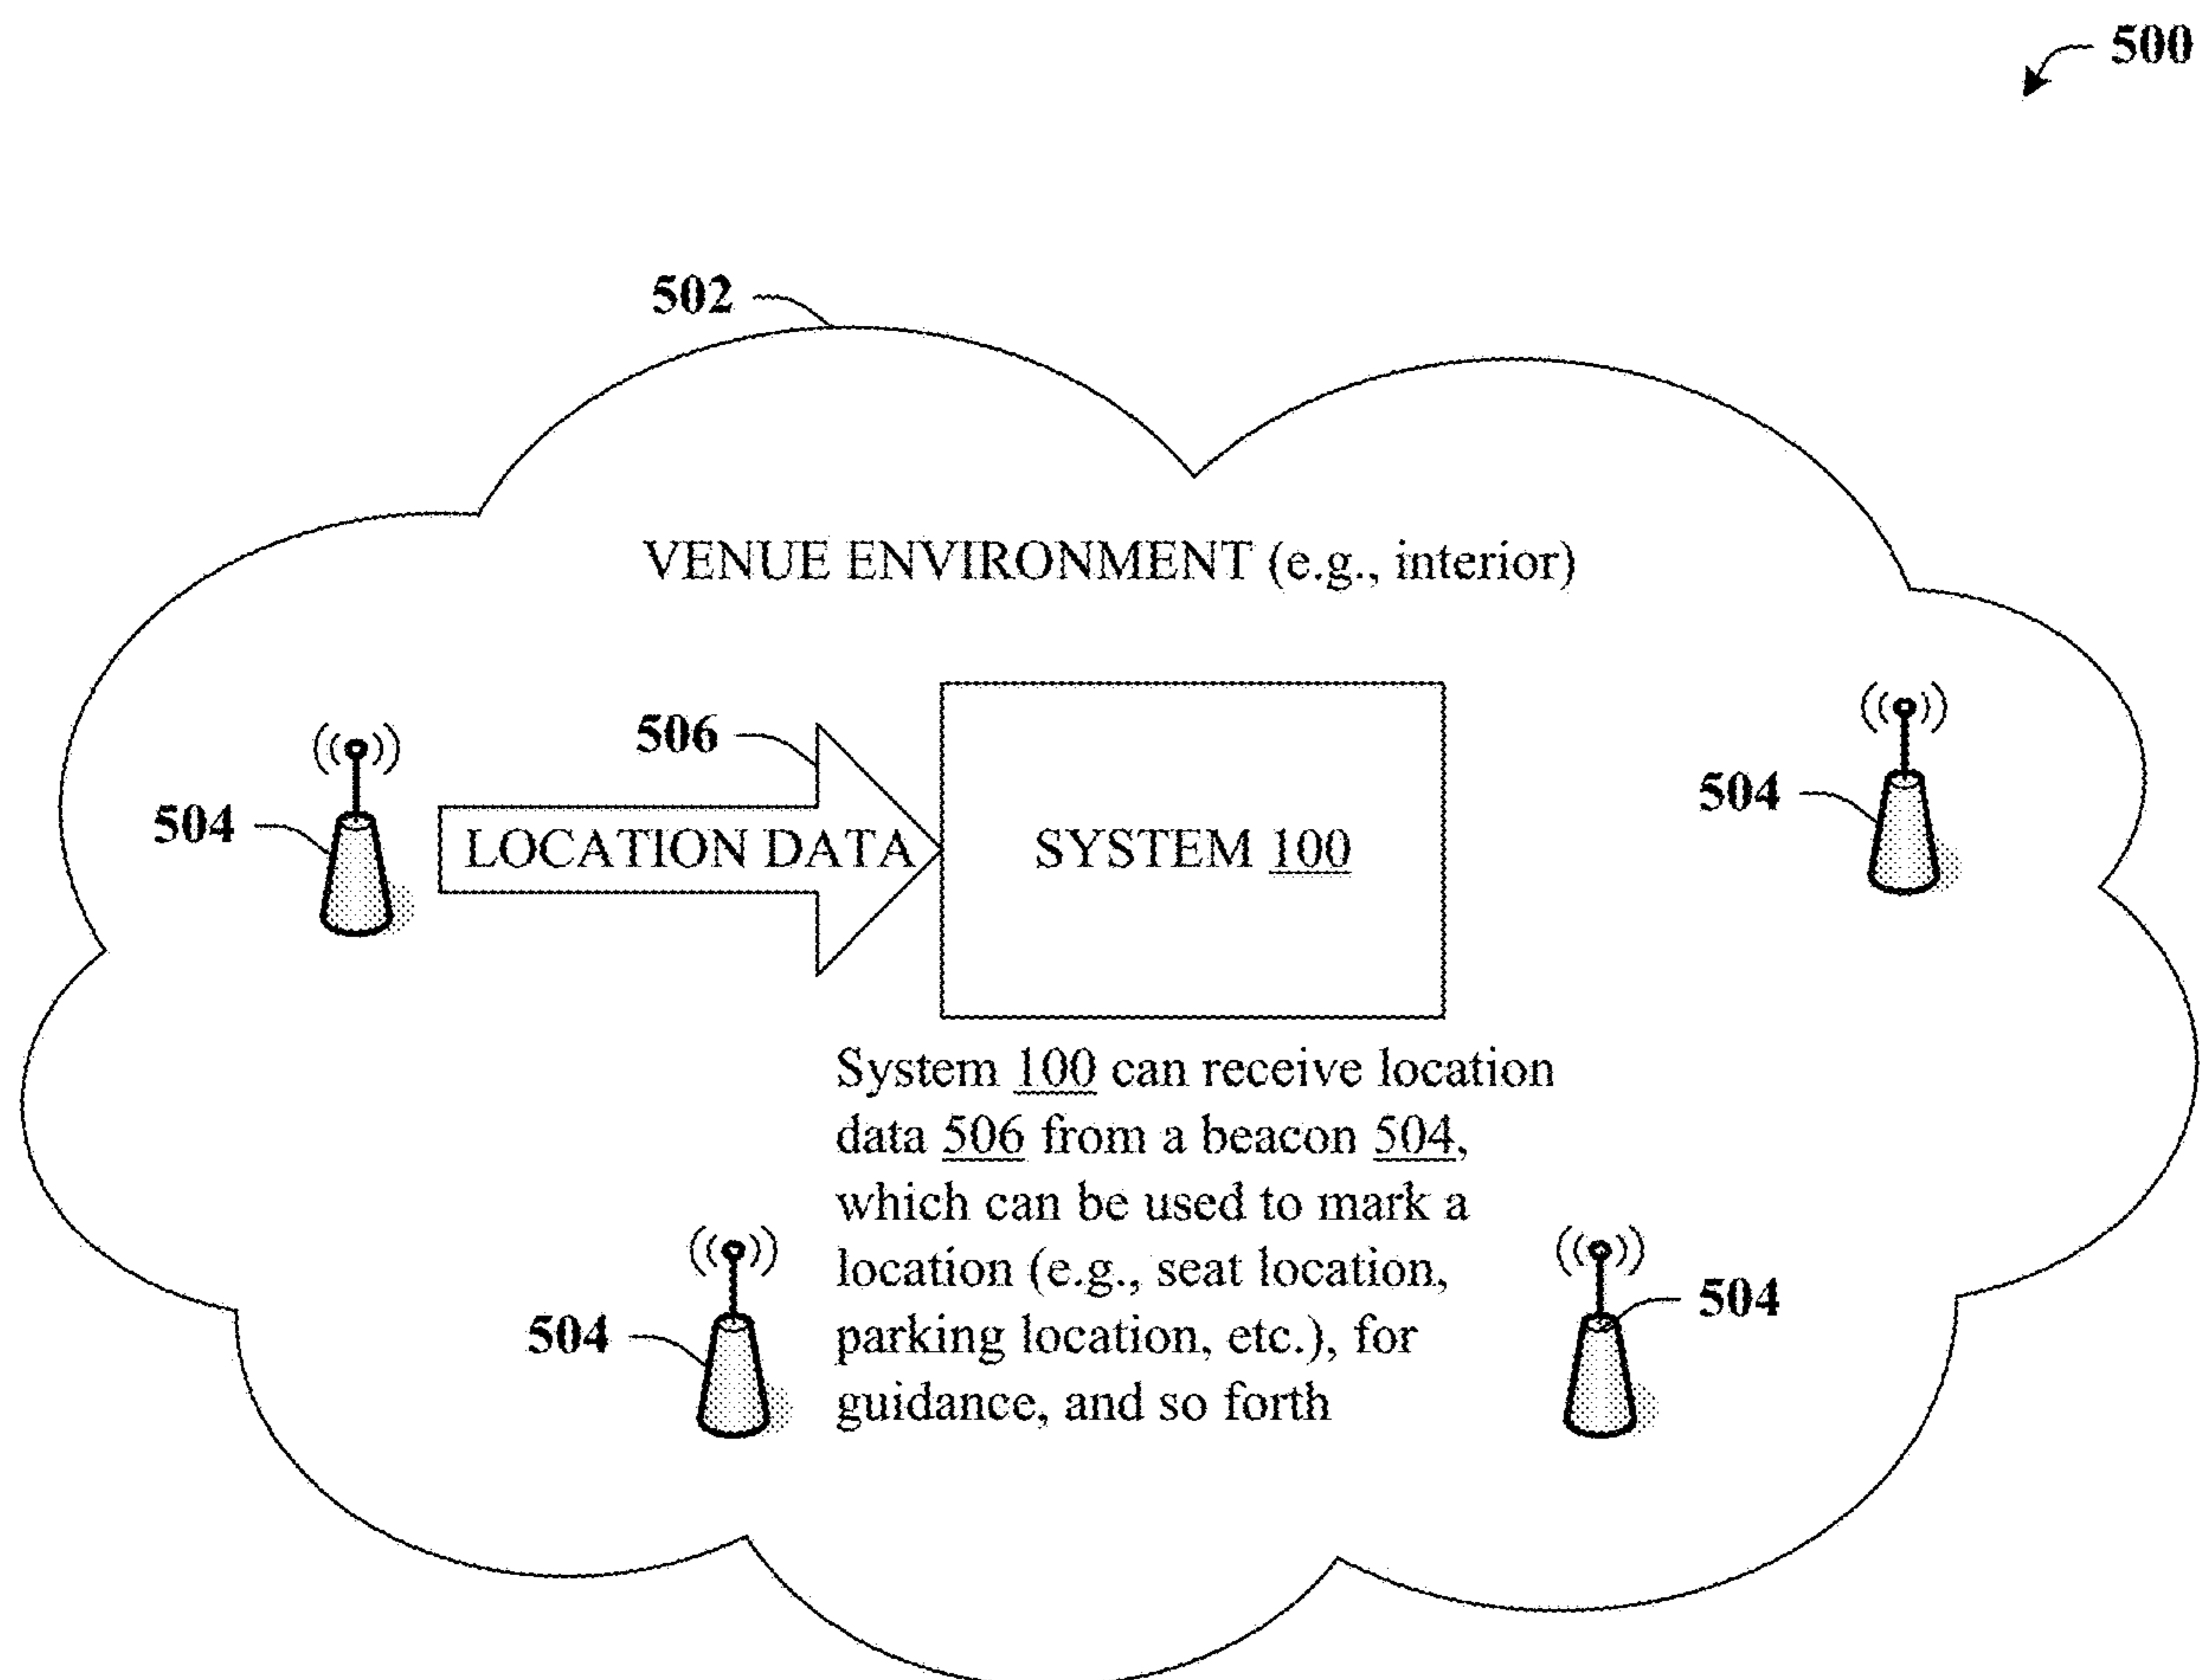 500
502
VENUE ENVIRONMENT (e.g., interior)
506
504
LOCATION DATA
SYSTEM 100
504
System 100 can receive location
data 506 from a beacon 504,
which can be used to mark a
location (e.g., seat location,
parking location, etc.), for
guidance, and so forth
504
504